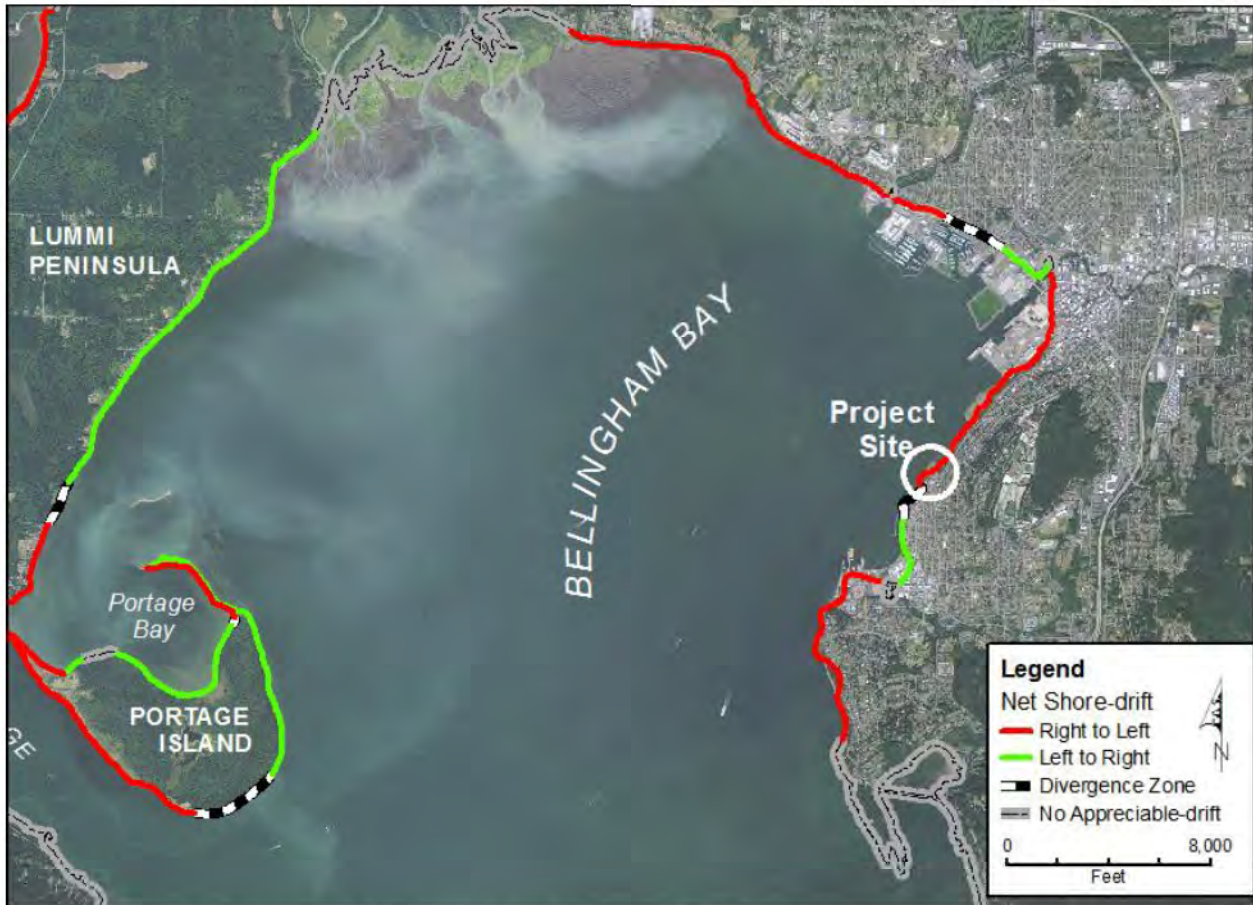 LUMMI
PENINSULA
BELLINGHAM BAY
Project
Site
Portage
Bay
PORTAGE
ISLAND
GE
Legend
Net Shore-drift
Right to Left
Left to Right
Divergence Zone
No Appreciable-drift
N
0 8,000
Feet